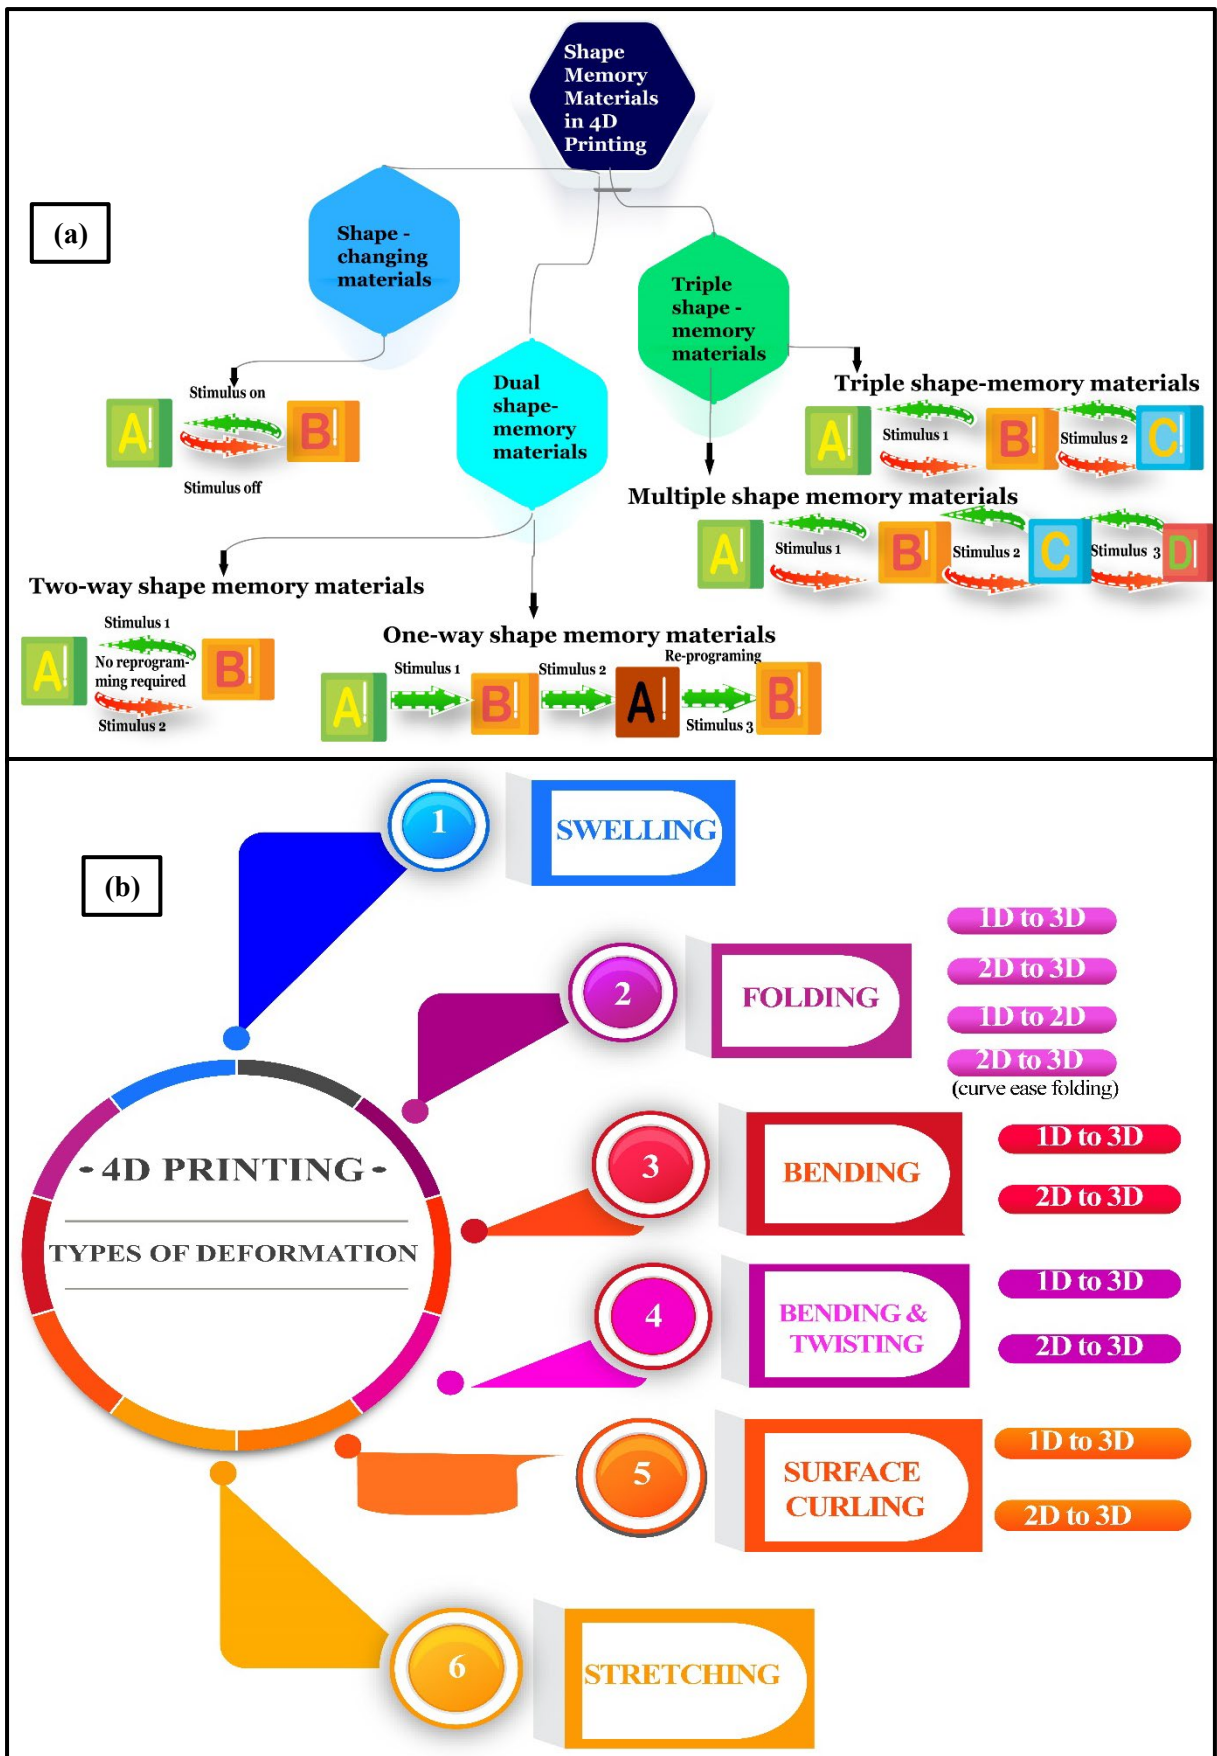 Shape
Memory
Materials
in 4D
Printing
(a)
Shape -
changing
materials
Triple
shape -
memory
materials
Dual
shape-
memory
materials
Stimulus on
A
B
Stimulus off
Triple shape-memory materials
A
Stimulus 1
B
Stimulus 2
C
Multiple shape memory materials
A
Stimulus 1
B
Stimulus 2
C
Stimulus 3
D
Two-way shape memory materials
Stimulus 1
A
No reprogram-
ming required
B
Stimulus 2
One-way shape memory materials
Re-programing
A
Stimulus 1
B
Stimulus 2
A
Stimulus 3
B
(b)
1
SWELLING
2
FOLDING
1D to 3D
2D to 3D
1D to 2D
2D to 3D
(curve ease folding)
- 4D PRINTING -
TYPES OF DEFORMATION
3
BENDING
1D to 3D
2D to 3D
4
BENDING &
TWISTING
1D to 3D
2D to 3D
5
SURFACE
CURLING
1D to 3D
2D to 3D
6
STRETCHING